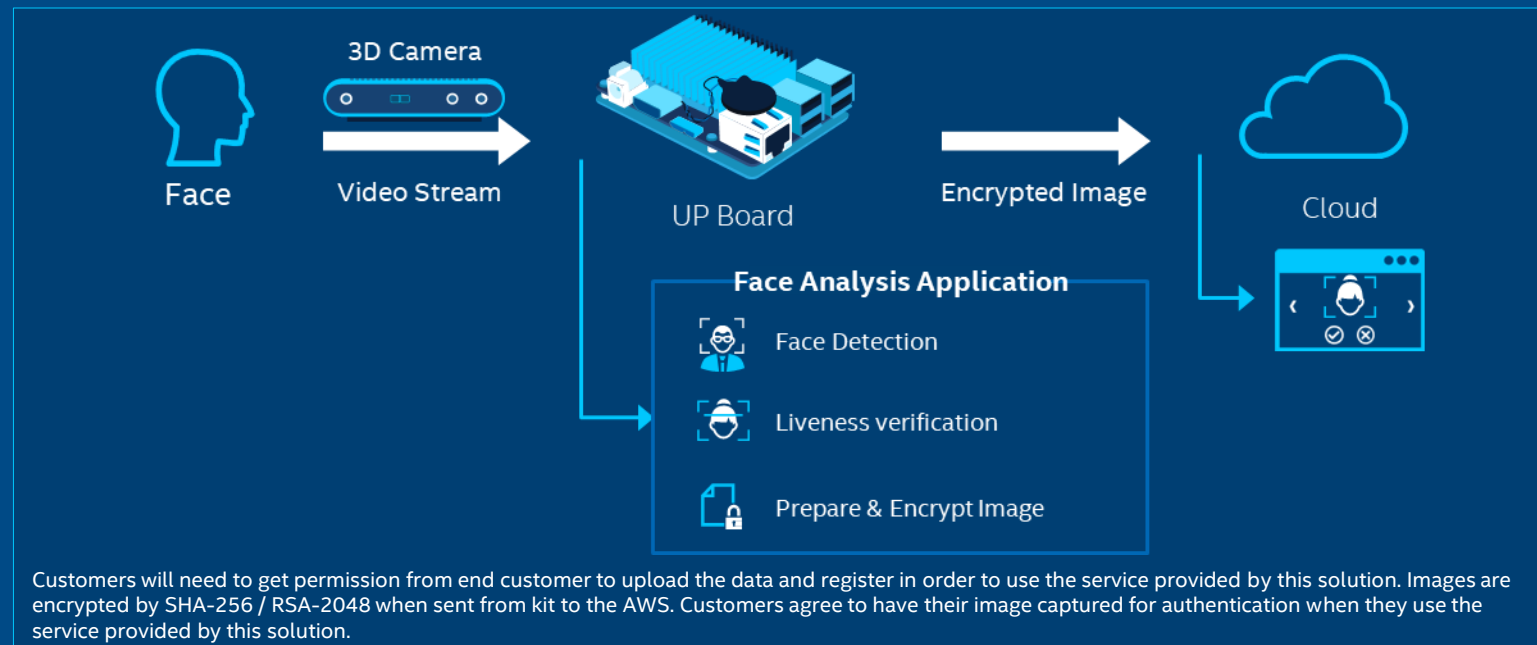 3D Camera
Face
Video Stream
UP Board
Encrypted Image
Cloud
Face Analysis Application
Face Detection
Liveness verification
Prepare & Encrypt Image
Customers will need to get permission from end customer to upload the data and register in order to use the service provided by this solution. Images are
encrypted by SHA-256 / RSA-2048 when sent from kit to the AWS. Customers agree to have their image captured for authentication when they use the
service provided by this solution.